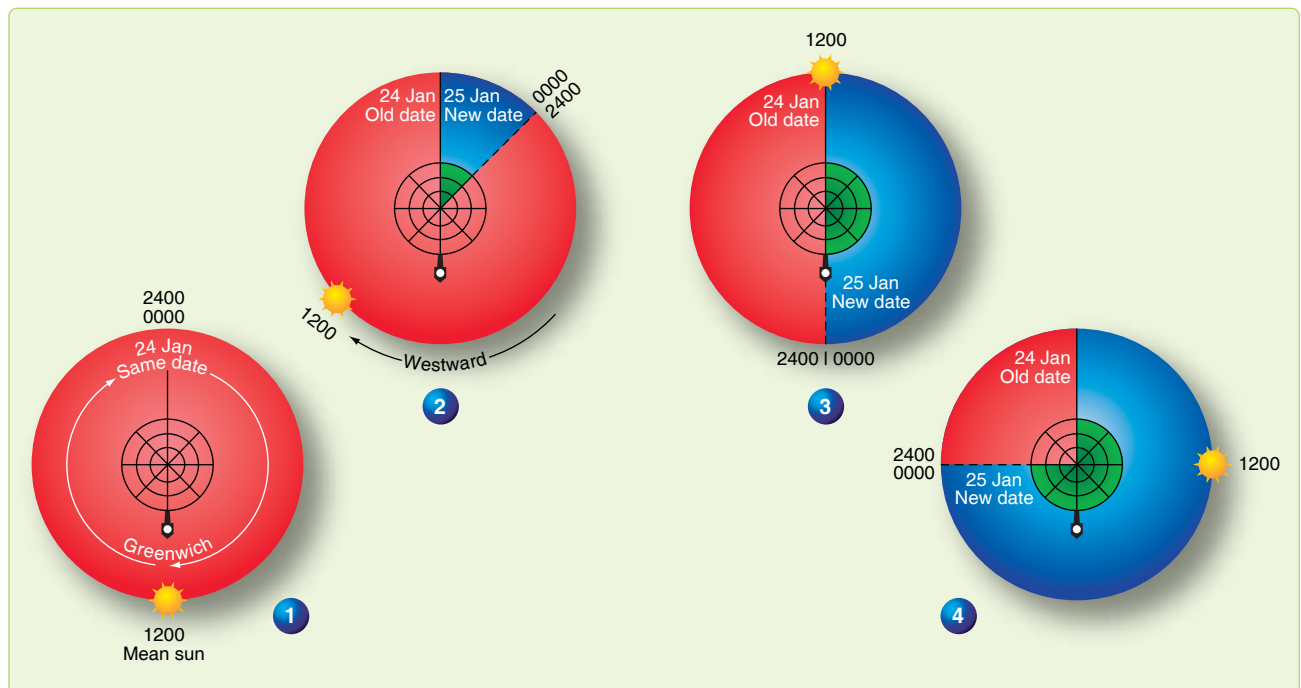 2400
0000
24 Jan
Same date
Greenwich
1200
Mean sun
1
24 Jan
Old date
25 Jan
New date
0000
2400
1200
Westward
2
1200
24 Jan
Old date
25 Jan
New date
2400 | 0000
3
24 Jan
Old date
2400
0000
25 Jan
New date
1200
4